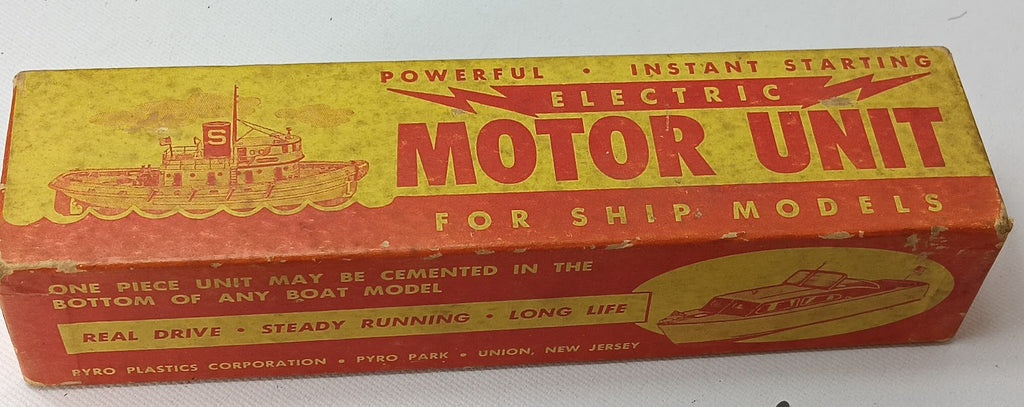 POWERFUL • INSTANT STARTING
ELECTRIC
MOTOR UNIT
FOR SHIP MODELS
S
ONE PIECE UNIT MAY BE CEMENTED IN THE
BOTTOM OF ANY BOAT MODEL
REAL DRIVE • STEADY RUNNING • LONG LIFE
PYRO PLASTICS CORPORATION • PYRO PARK • UNION, NEW JERSEY